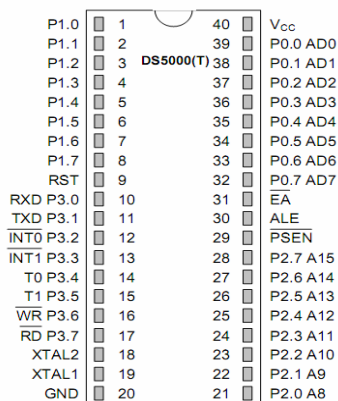 P1.0 1 40 VCC
P1.1 2 39 P0.0 AD0
P1.2 3 DS5000(T) 38 P0.1 AD1
P1.3 4 37 P0.2 AD2
P1.4 5 36 P0.3 AD3
P1.5 6 35 P0.4 AD4
P1.6 7 34 P0.5 AD5
P1.7 8 33 P0.6 AD6
RST 9 32 P0.7 AD7
RXD P3.0 10 31 EA
TXD P3.1 11 30 ALE
INT0 P3.2 12 29 PSEN
INT1 P3.3 13 28 P2.7 A15
T0 P3.4 14 27 P2.6 A14
T1 P3.5 15 26 P2.5 A13
WR P3.6 16 25 P2.4 A12
RD P3.7 17 24 P2.3 A11
XTAL2 18 23 P2.2 A10
XTAL1 19 22 P2.1 A9
GND 20 21 P2.0 A8